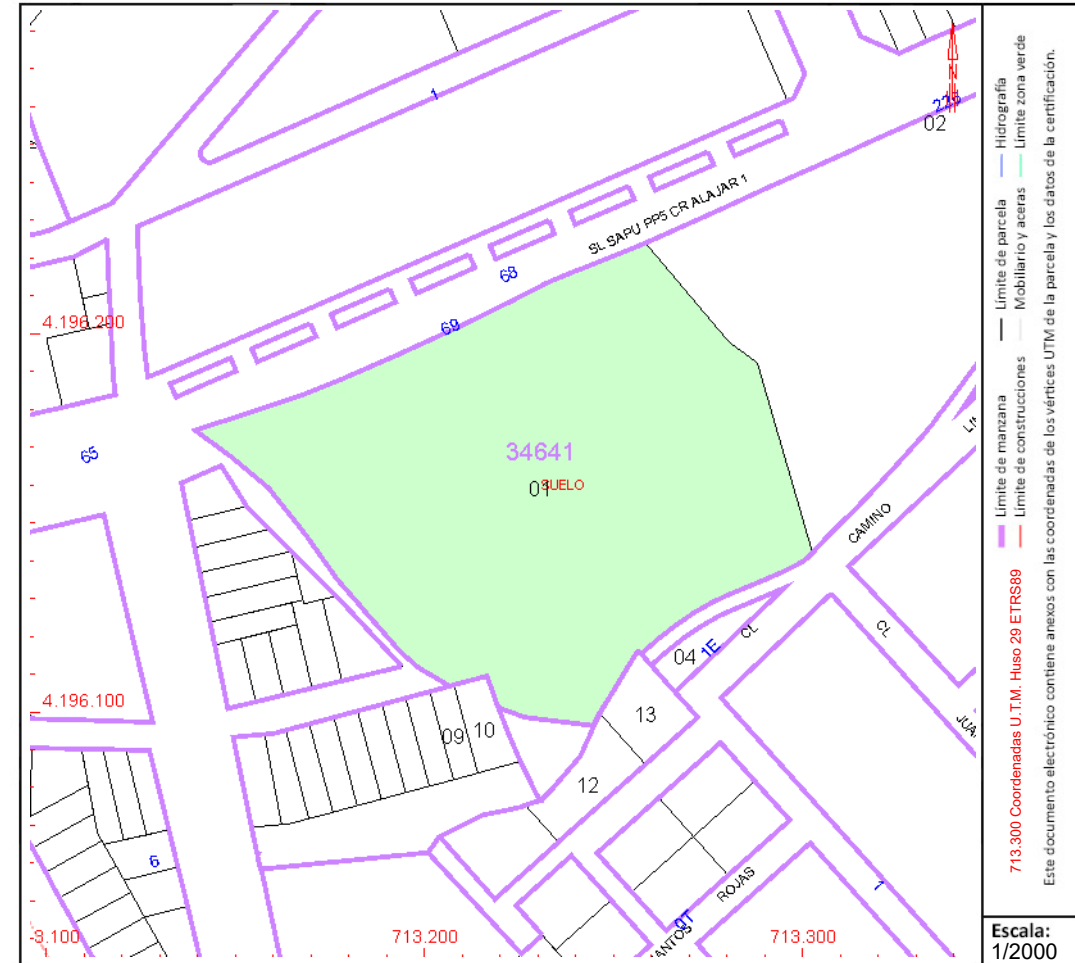 N
1
225
02
SL SAPU PP5 CR ALAJAR 1
68
4.196.200
69
65
34641
01
SUELO
CAMINO
CL
1E
CL
04
4.196.100
13
09
10
12
6
ROJAS
1
713.200
713.300
Límite de manzana
Límite de parcela
Hidrografía
713.300 Coordenadas U.T.M. Huso 29 ETRS89
Límite de construcciones
Mobiliario y aceras
Límite zona verde
Este documento electrónico contiene anexos con las coordenadas de los vértices UTM de la parcela y los datos de la certificación.
Escala:
1/2000